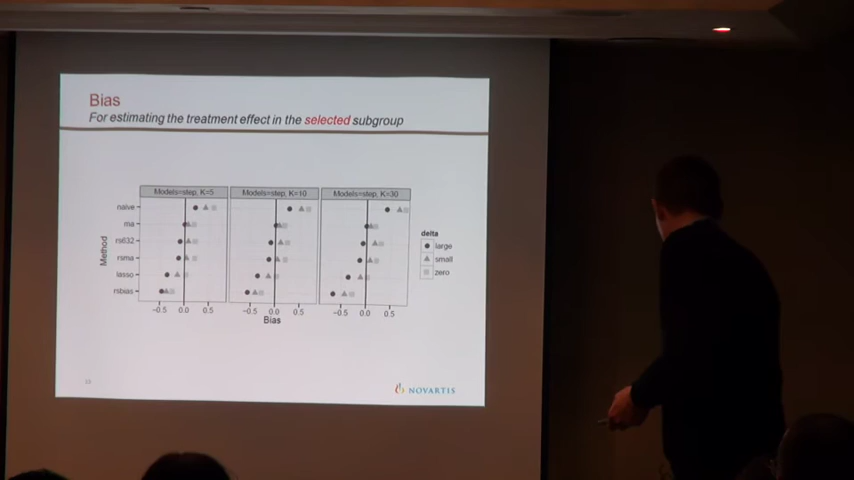 Bias
For estimating the treatment effect in the selected subgroup
Models=step, K=5
Models=step, K=10
Models=step, K=30
Method
naive
ma
rs632
rsma
lasso
rsbias
-0.5 0.0 0.5
-0.5 0.0 0.5
-0.5 0.0 0.5
Bias
delta
large
small
zero
NOVARTIS